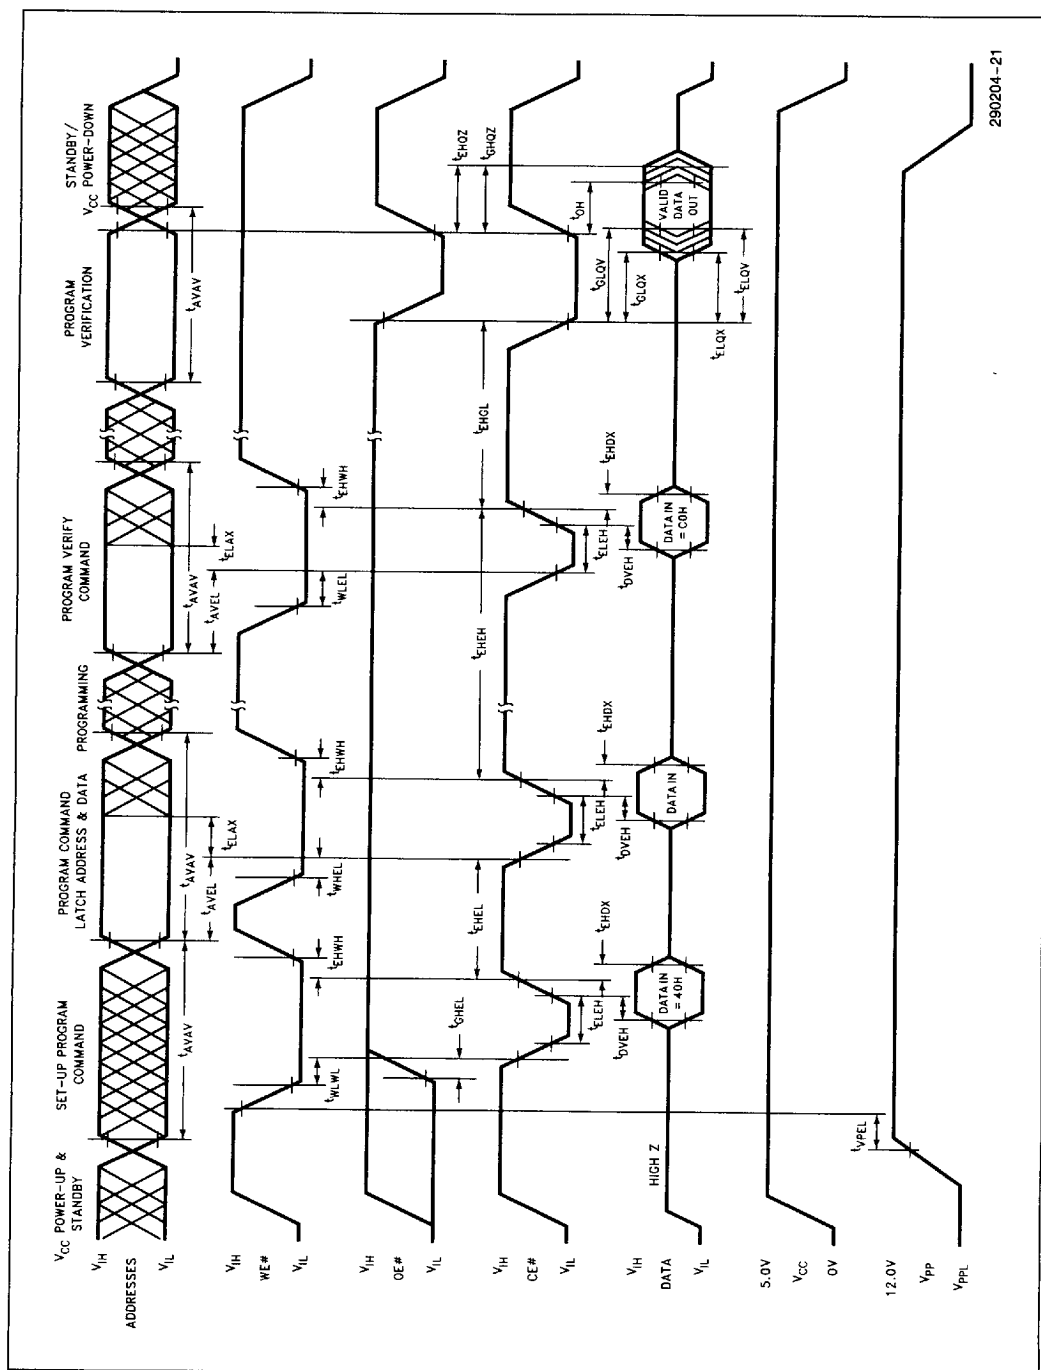 VCC POWER-UP & STANDBY
SET-UP PROGRAM COMMAND
PROGRAM COMMAND LATCH ADDRESS & DATA
PROGRAMMING
PROGRAM VERIFY COMMAND
PROGRAM VERIFICATION
STANDBY/ VCC POWER-DOWN
VIH
ADDRESSES
VIL
tAVAV
tAVAV
tAVEL
tELAX
tAVAV
tAVEL
tELAX
tAVAV
VIH
WE#
VIL
tWLWL
tEHWH
tWHEL
tEHWH
tWLEL
tEHWH
VIH
OE#
VIL
tGHEL
tEHEL
tEHEH
tEHGL
tEHQZ
tGHQZ
VIH
CE#
VIL
tELEH
tEHDX
tELEH
tEHDX
tELEH
tEHDX
tGLQV
tOH
tDVEH
tDVEH
tDVEH
tGLQX
VIH
DATA
VIL
HIGH Z
DATA IN = 40H
DATA IN
DATA IN = C0H
VALID DATA OUT
tELQX
tELQV
5.0V
VCC
0V
tVPEL
12.0V
VPP
VPPL
290204-21